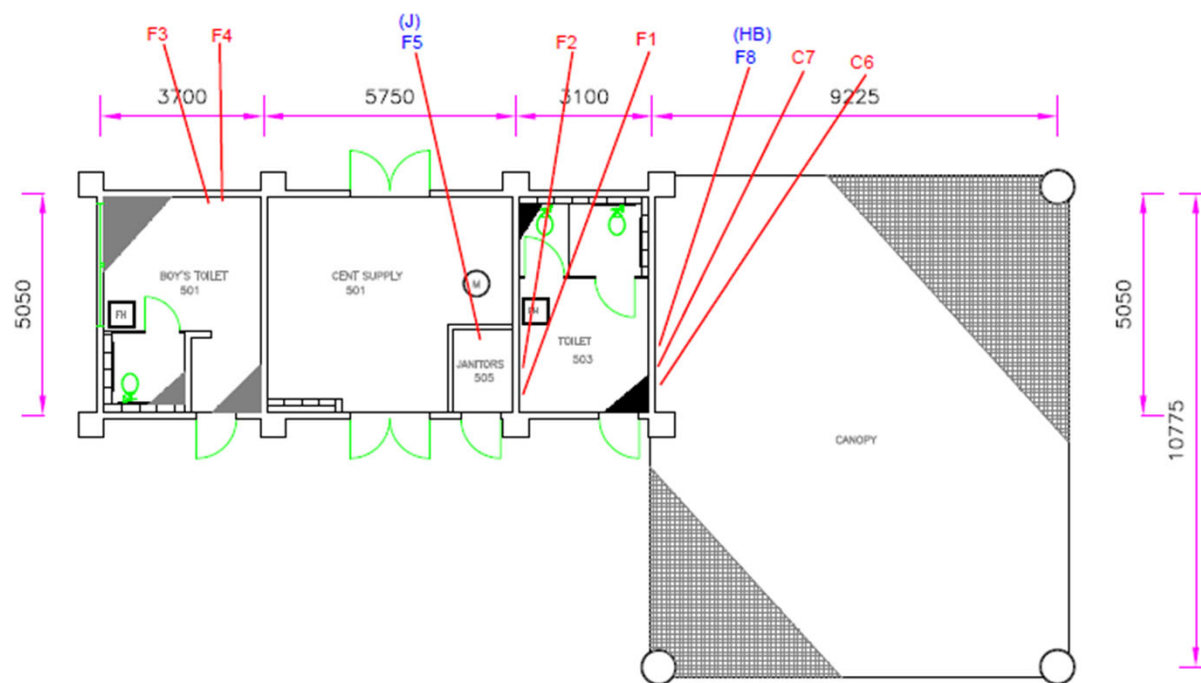 (J)
(HB)
F3
F4
F5
F2
F1
F8
C7
C6
3700
5750
3100
9225
BOY'S TOILET
501
CENT SUPPLY
501
M
FH
FH
TOILET
503
JANITORS
505
CANOPY
5050
5050
10775